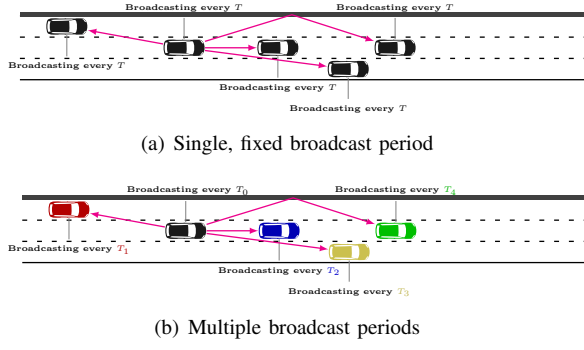 Broadcasting every T Broadcasting every T
Broadcasting every T Broadcasting every T
Broadcasting every T
(a) Single, fixed broadcast period
Broadcasting every T₀ Broadcasting every T₄
Broadcasting every T₁
Broadcasting every T₂
Broadcasting every T₃
(b) Multiple broadcast periods